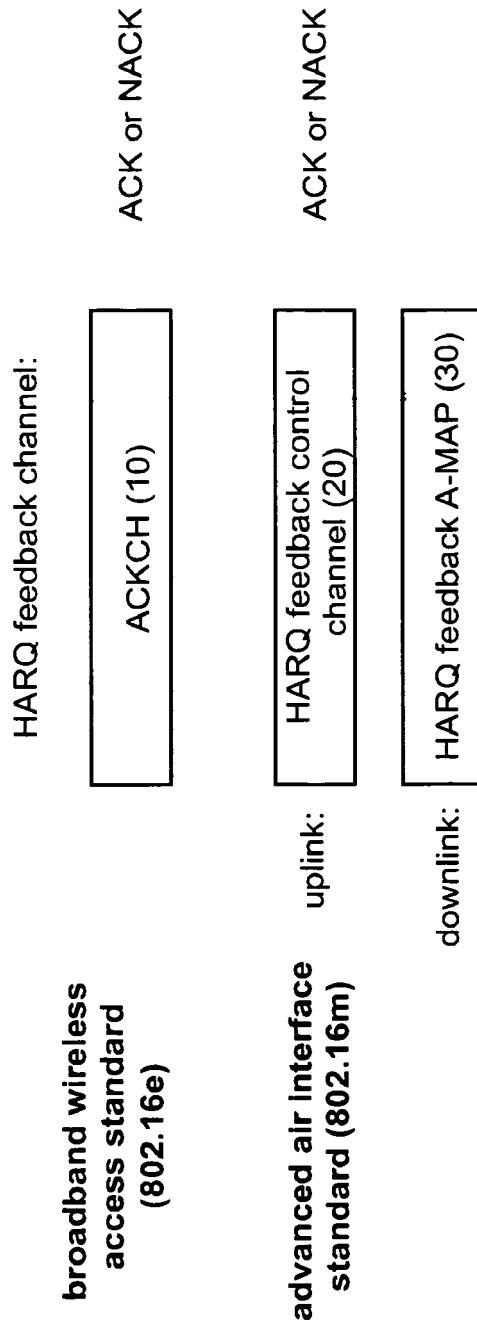 HARQ feedback channel:
broadband wireless
access standard
(802.16e)
ACKCH (10)
ACK or NACK
advanced air interface
standard (802.16m)
uplink:
HARQ feedback control
channel (20)
ACK or NACK
downlink:
HARQ feedback A-MAP (30)